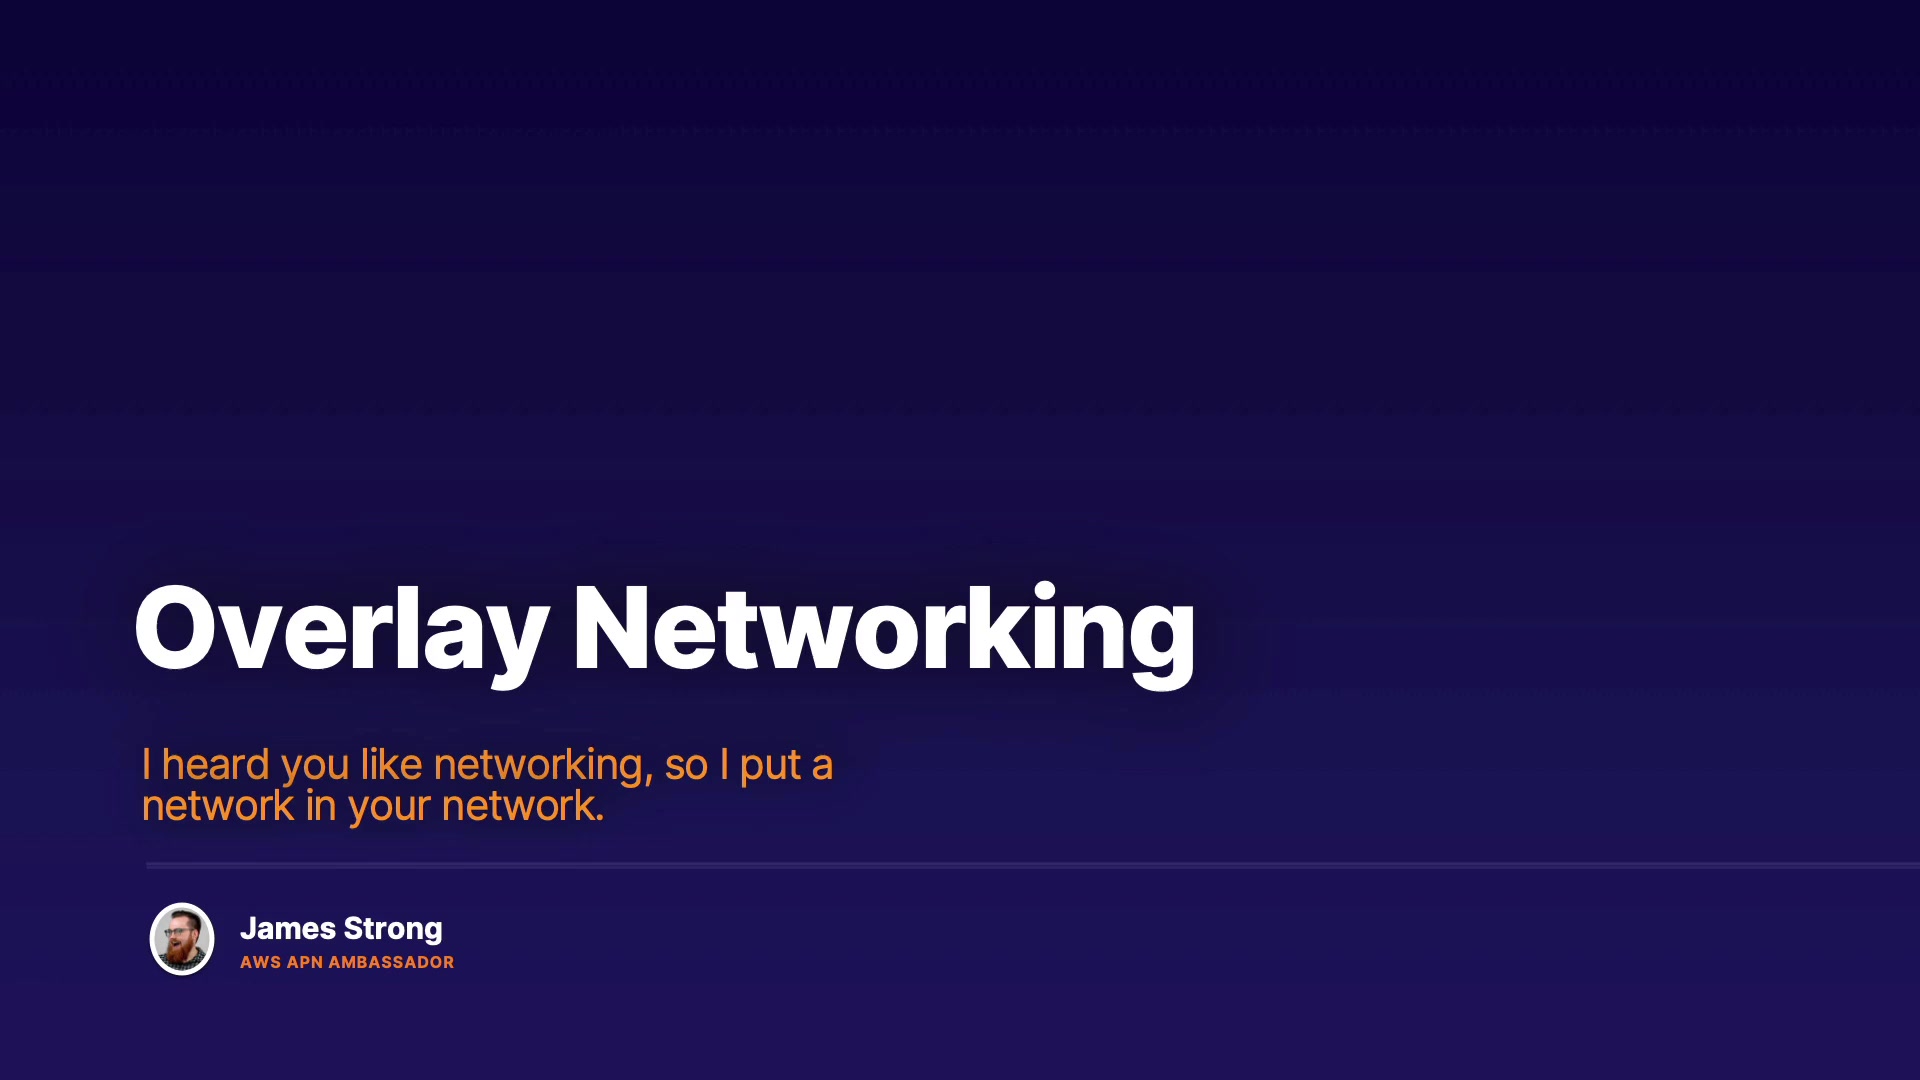 Overlay Networking
I heard you like networking, so I put a
network in your network.
James Strong
AWS APN AMBASSADOR